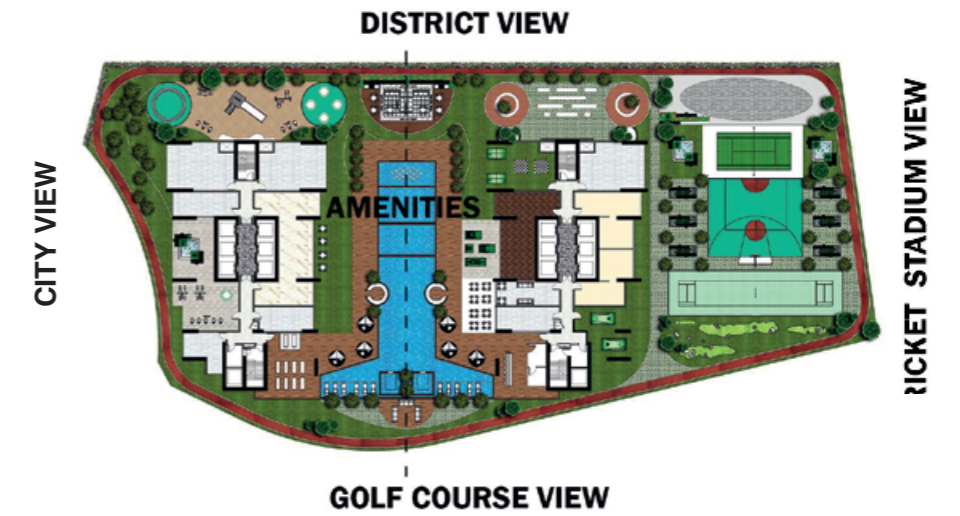 DISTRICT VIEW
CITY VIEW
AMENITIES
RICKET STADIUM VIEW
GOLF COURSE VIEW